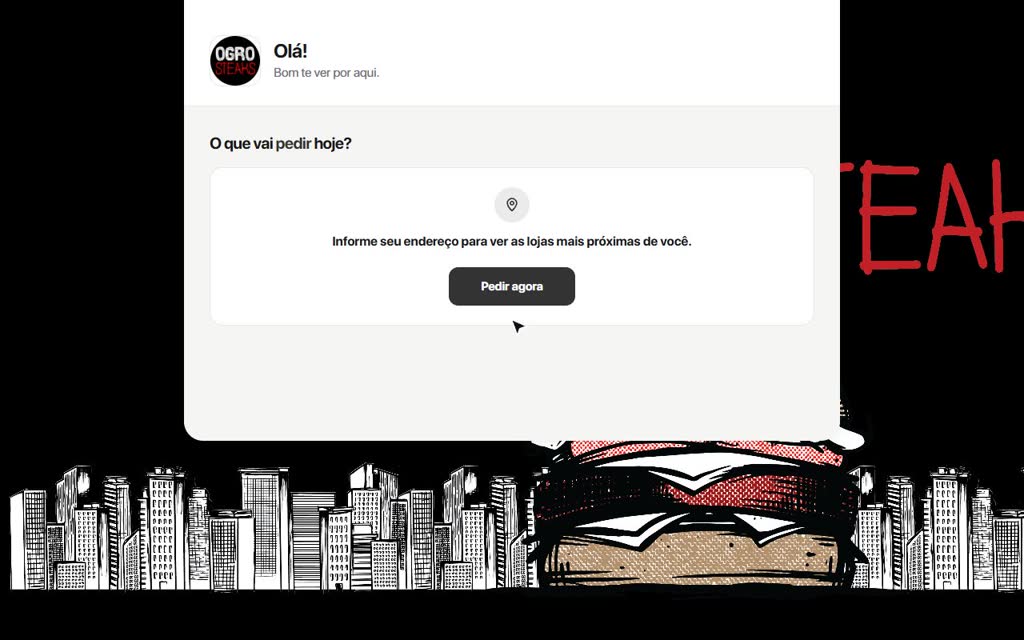 OGRO
STEAKS
Olá!
Bom te ver por aqui.
O que vai pedir hoje?
TEAK
Informe seu endereço para ver as lojas mais próximas de você.
Pedir agora